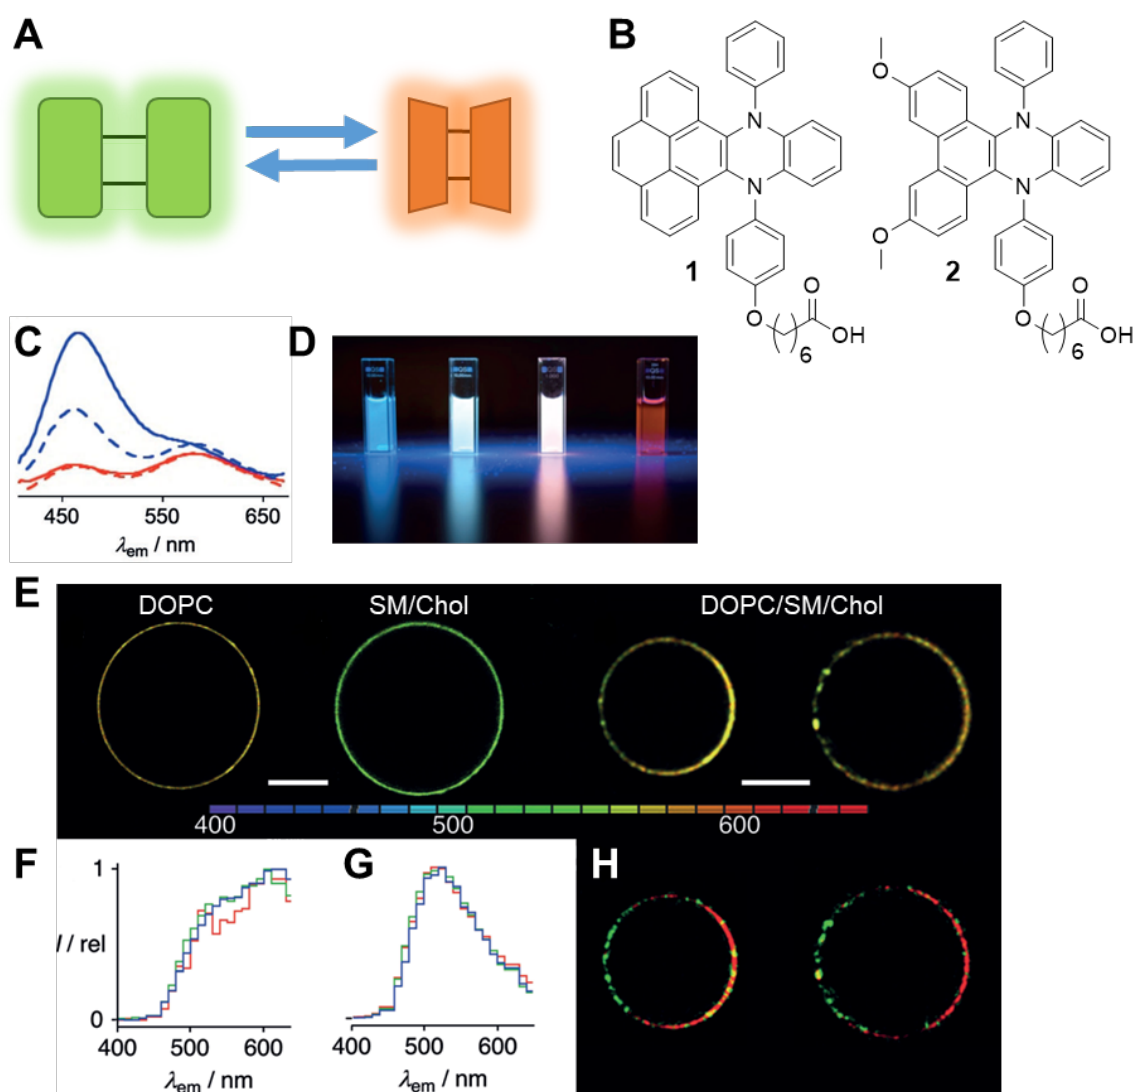 A
B
N
N
O
O
N
N
1
O
O
OH
6
2
O
O
OH
6
C
450
550
650
λem / nm
D
E
DOPC
SM/Chol
DOPC/SM/Chol
400
500
600
F
1
I / rel
0
400
500
600
λem / nm
G
400
500
600
λem / nm
H